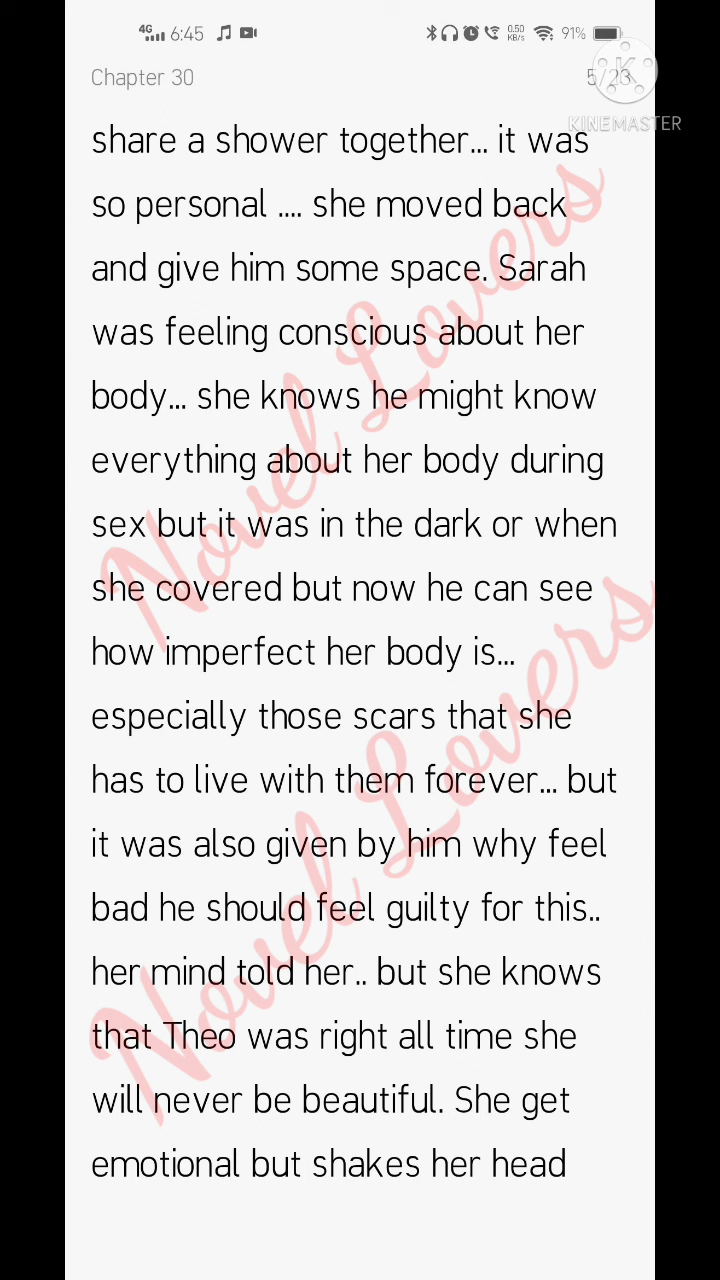 4G 6:45 0.50 KB/s 91%
Chapter 30 5/23
KINEMASTER
share a shower together... it was
so personal .... she moved back
and give him some space. Sarah
was feeling conscious about her
body... she knows he might know
everything about her body during
sex but it was in the dark or when
she covered but now he can see
how imperfect her body is...
especially those scars that she
has to live with them forever... but
it was also given by him why feel
bad he should feel guilty for this..
her mind told her.. but she knows
that Theo was right all time she
will never be beautiful. She get
emotional but shakes her head
Novel Lovers
Novel Lovers